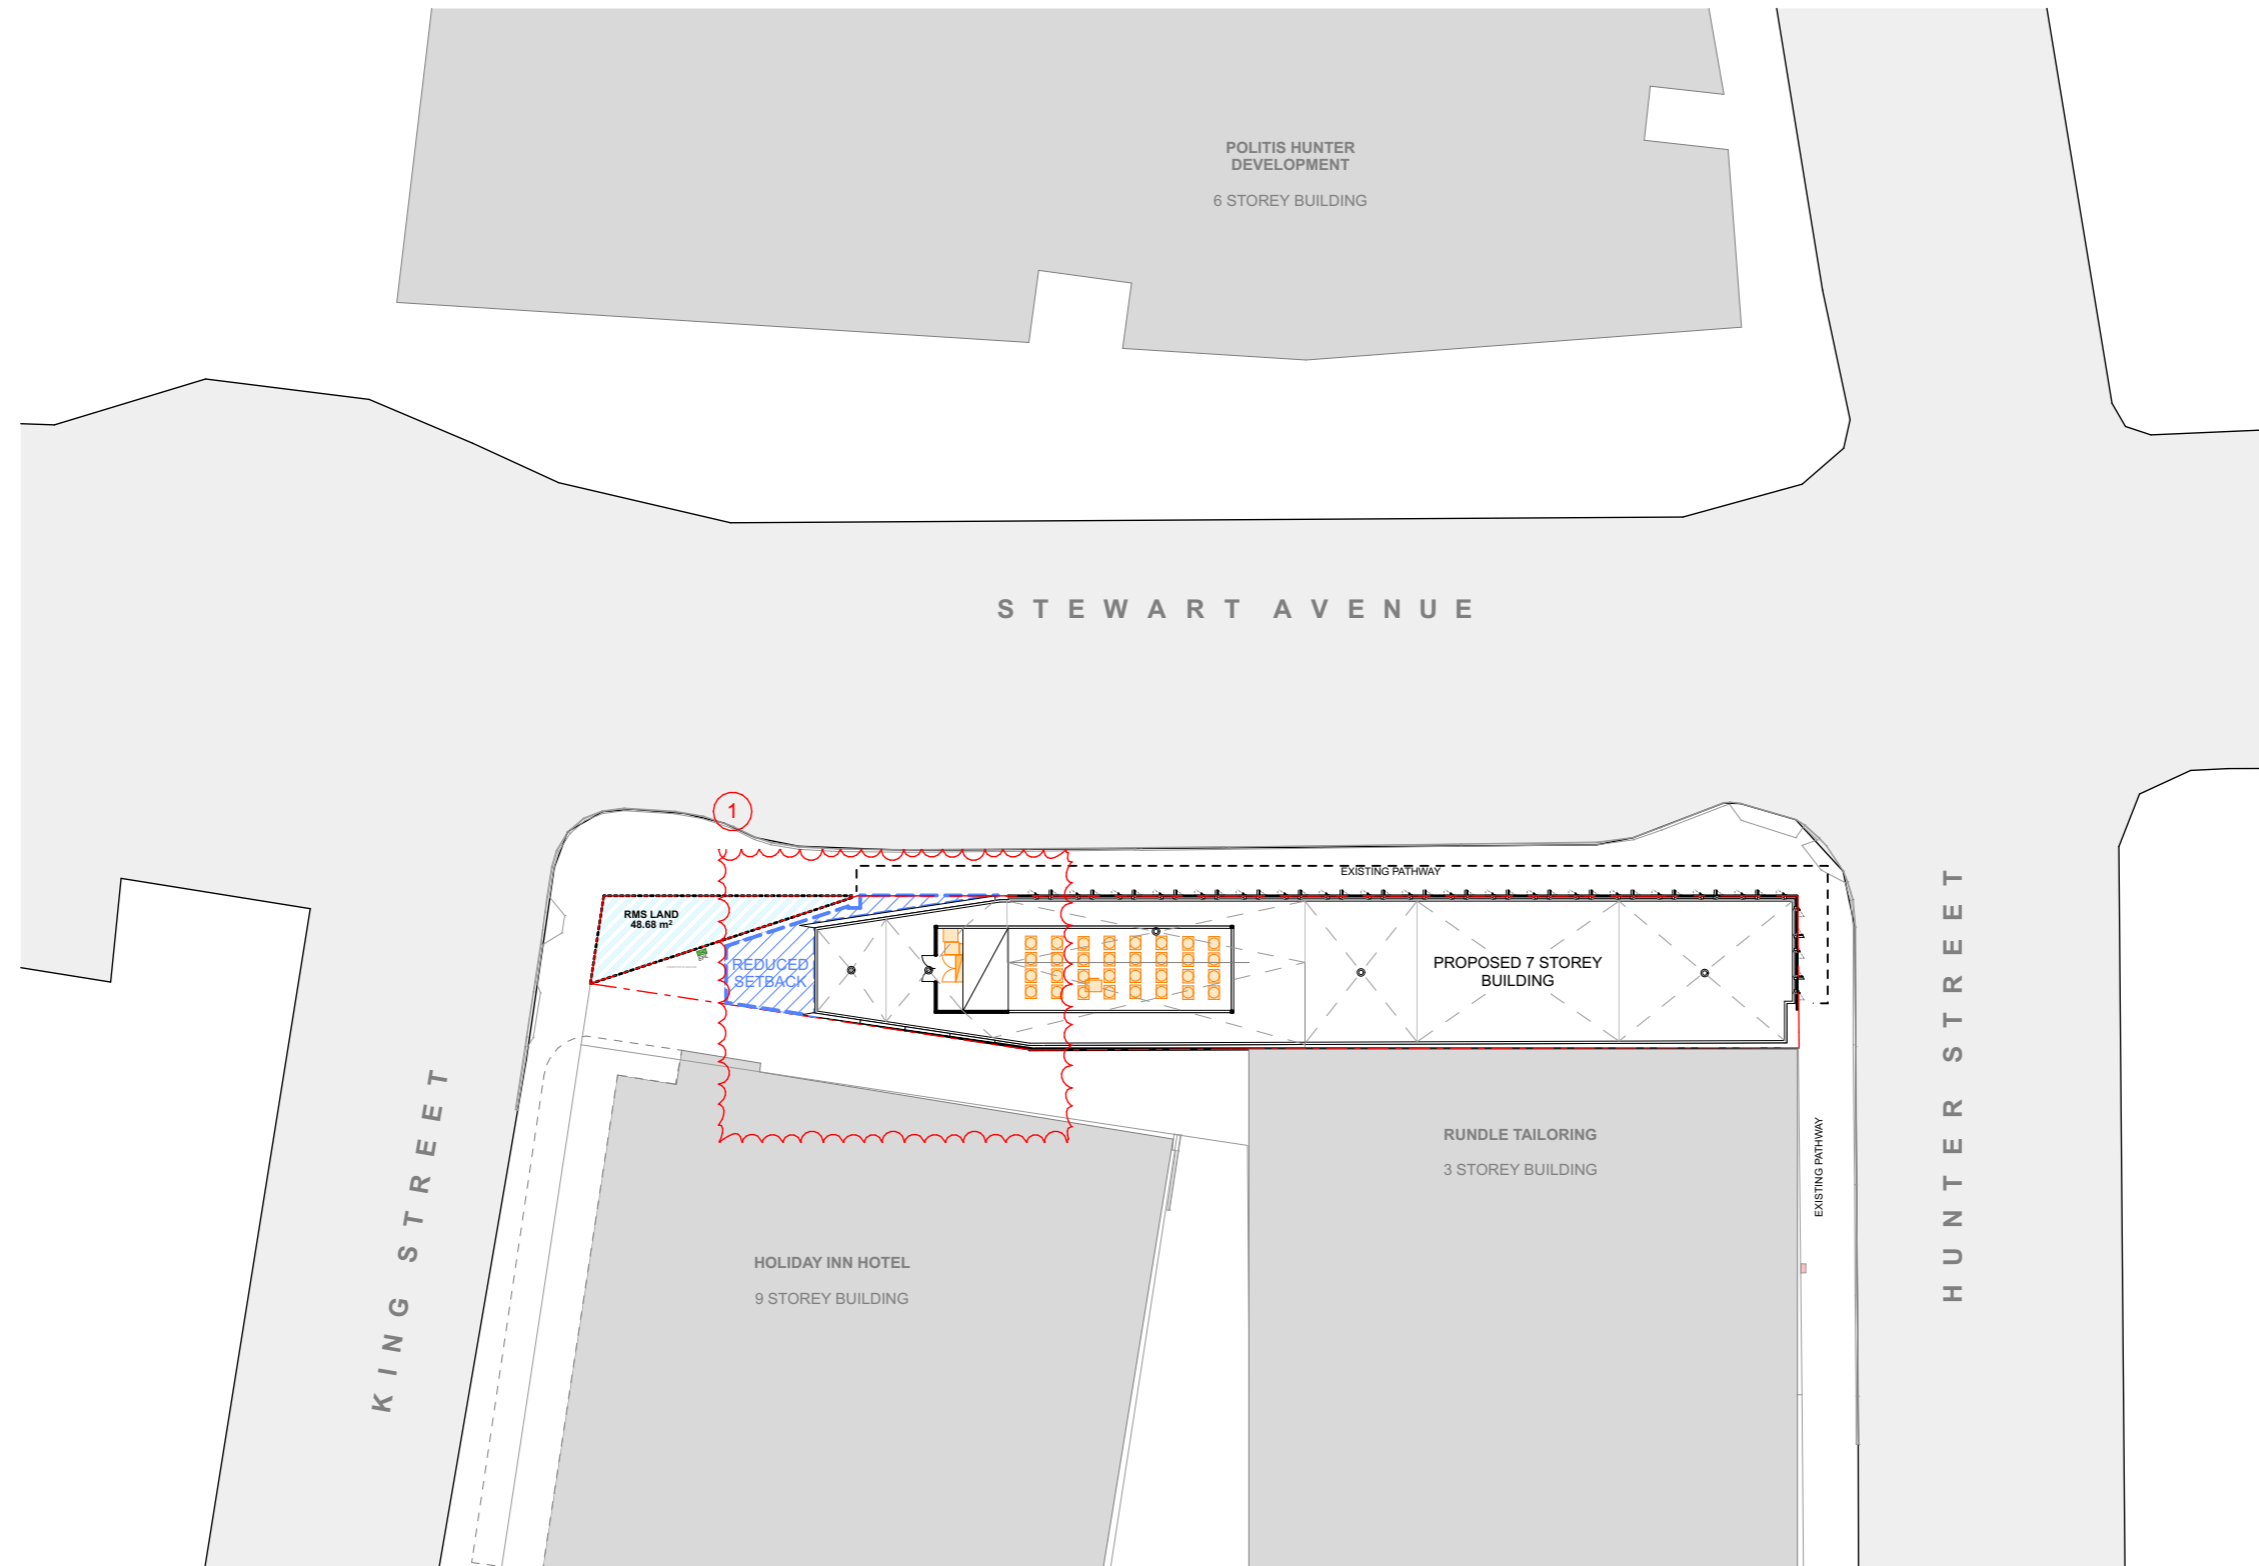 POLITIS HUNTER
DEVELOPMENT
6 STOREY BUILDING
STEWART AVENUE
1
EXISTING PATHWAY
RMS LAND
48.68 m²
REDUCED
SETBACK
PROPOSED 7 STOREY
BUILDING
HUNTER STREET
KING STREET
EXISTING PATHWAY
RUNDLE TAILORING
3 STOREY BUILDING
HOLIDAY INN HOTEL
9 STOREY BUILDING